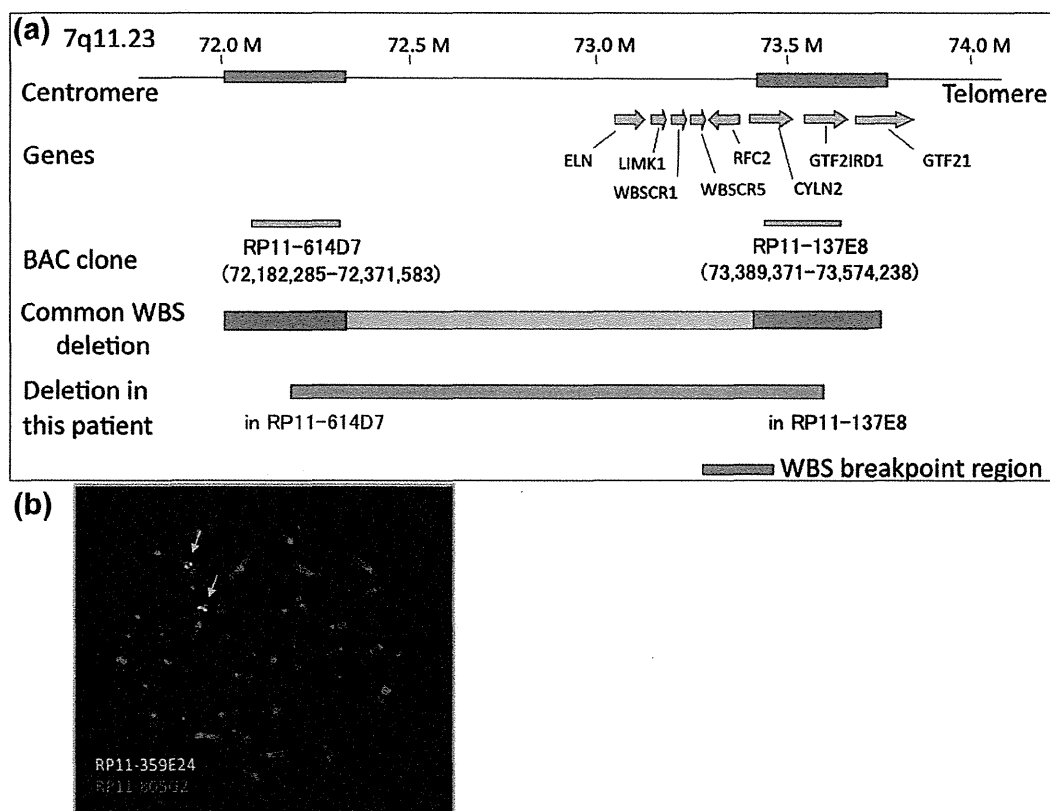 (a) 7q11.23
72.0 M 72.5 M 73.0 M 73.5 M 74.0 M
Centromere Telomere
Genes
ELN LIMK1 RFC2 GTF2IRD1 GTF21
WBSCR1 WBSCR5 CYLN2
BAC clone
RP11-614D7 RP11-137E8
(72,182,285-72,371,583) (73,389,371-73,574,238)
Common WBS
deletion
Deletion in
this patient
in RP11-614D7 in RP11-137E8
WBS breakpoint region
(b)
RP11-359E24
RP11-805G2